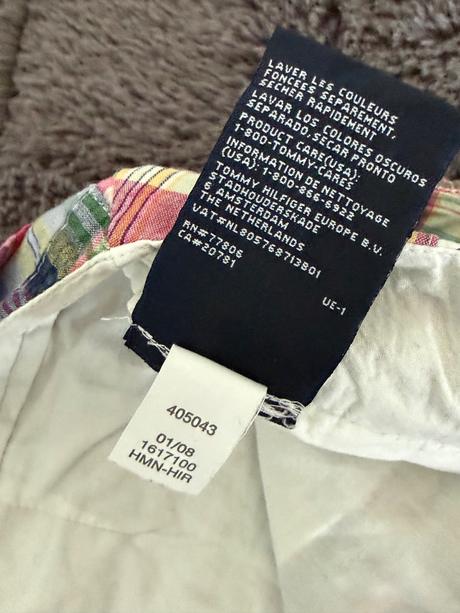 LAVER LES COULEURS
FONCÉES SÉPARÉMENT,
SÉCHER RAPIDEMENT
LAVAR LOS COLORES OSCUROS
SEPARADO, SECAR PRONTO
PRODUCT CARE(USA):
1-800-TOMMY-CARES
INFORMATION DE NETTOYAGE
(USA): 1-800-866-6922
TOMMY HILFIGER EUROPE B.V.
STADHOUDERSKADE
6 AMSTERDAM
THE NETHERLANDS
VAT#NL805768713B01
RN#77806
CA#20781
UE-1
405043
01/08
1617100
HMN-HIR